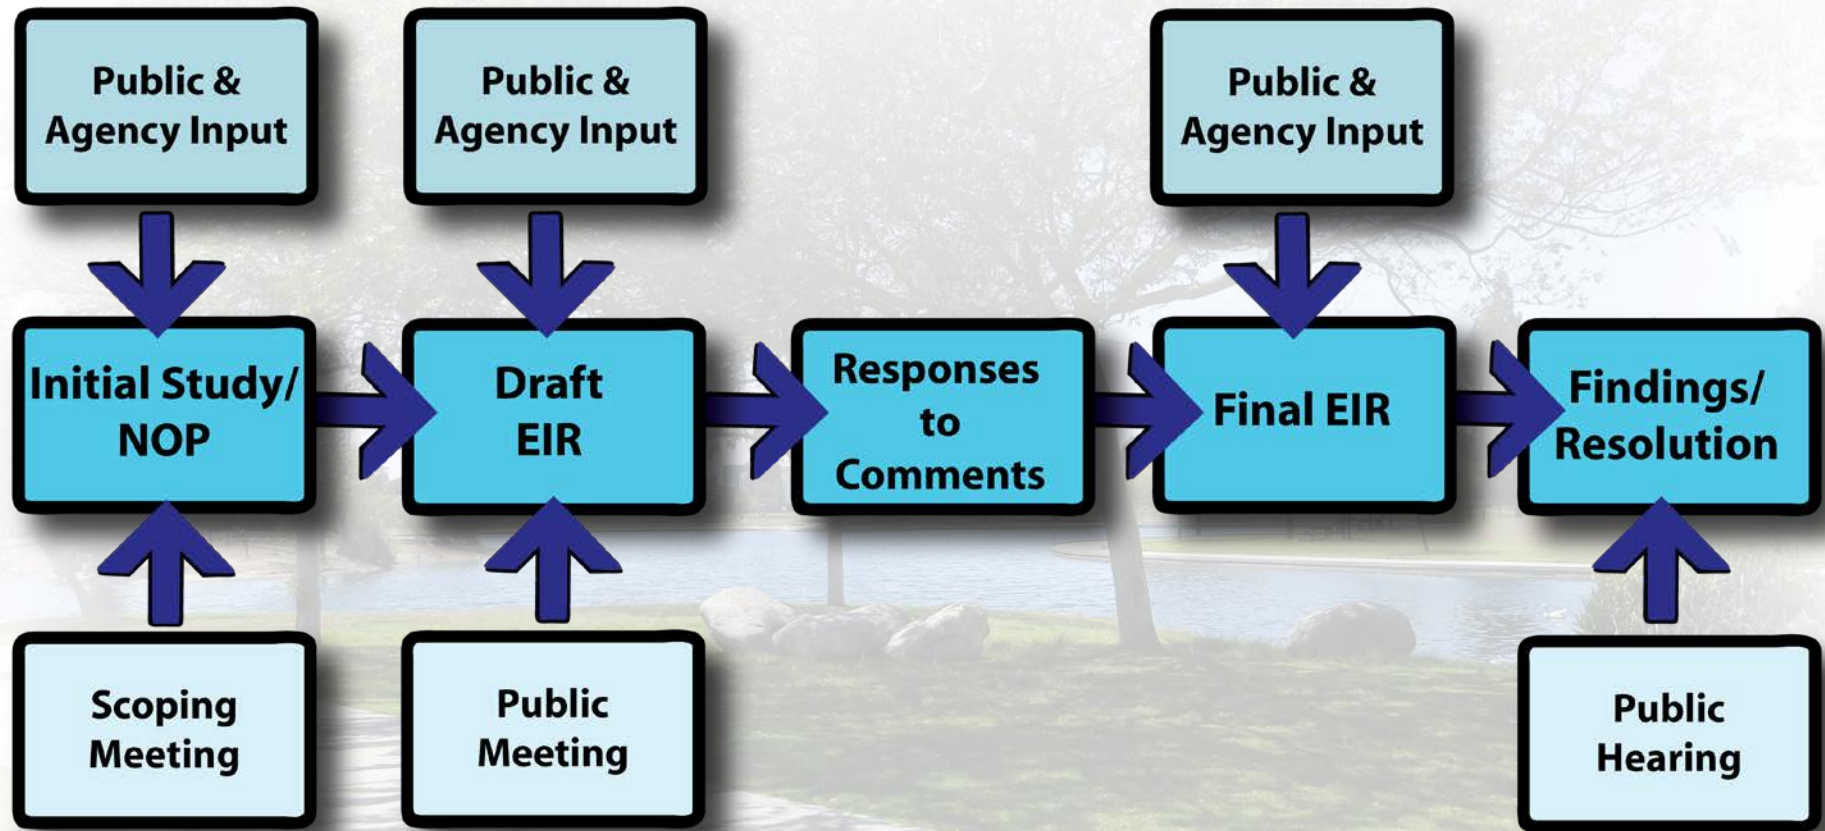 Public &
Agency Input
Public &
Agency Input
Public &
Agency Input
Initial Study/
NOP
Draft
EIR
Responses
to
Comments
Final EIR
Findings/
Resolution
Scoping
Meeting
Public
Meeting
Public
Hearing